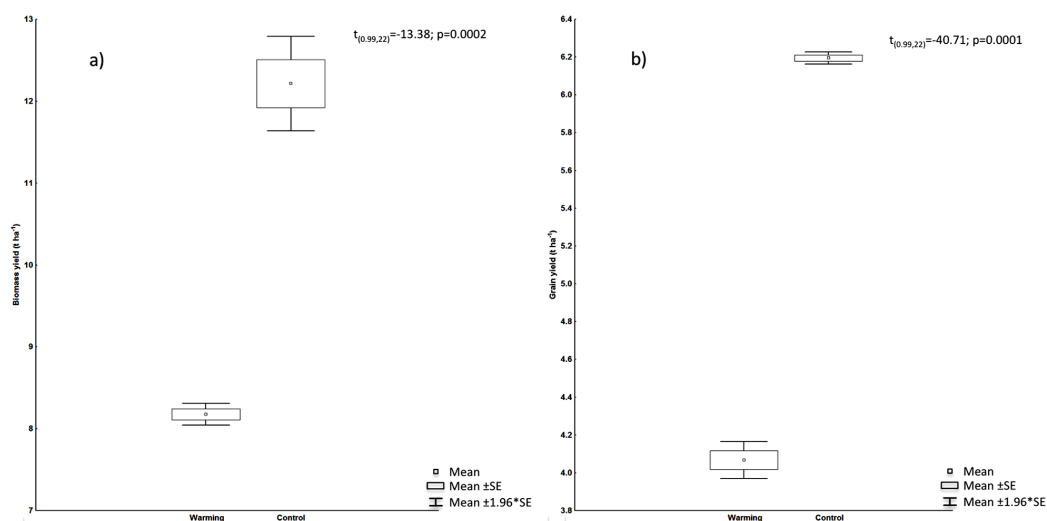 a)
t(0.99,22)=-13.38; p=0.0002
13
12
11
10
9
8
7
Biomass yield (t ha-1)
Warming Control
Mean
Mean ±SE
Mean ±1.96*SE
b)
t(0.99,22)=-40.71; p=0.0001
6.4
6.2
6.0
5.8
5.6
5.4
5.2
5.0
4.8
4.6
4.4
4.2
4.0
3.8
Grain yield (t ha-1)
Warming Control
Mean
Mean ±SE
Mean ±1.96*SE